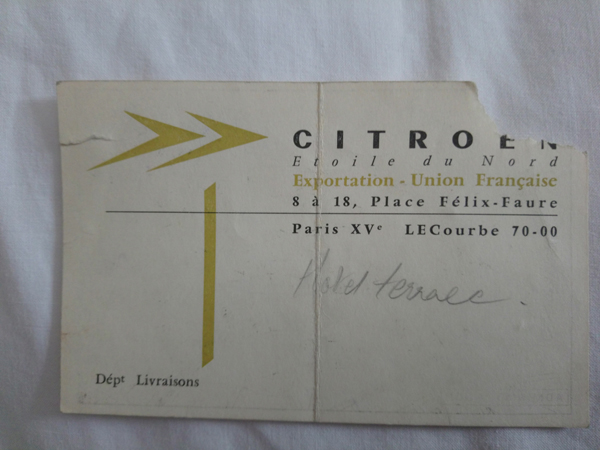 CITROEN
Etoile du Nord
Exportation - Union Française
8 à 18, Place Félix-Faure
Paris XVᵉ LECourbe 70-00
Hotel terrace.
Dépᵗ Livraisons